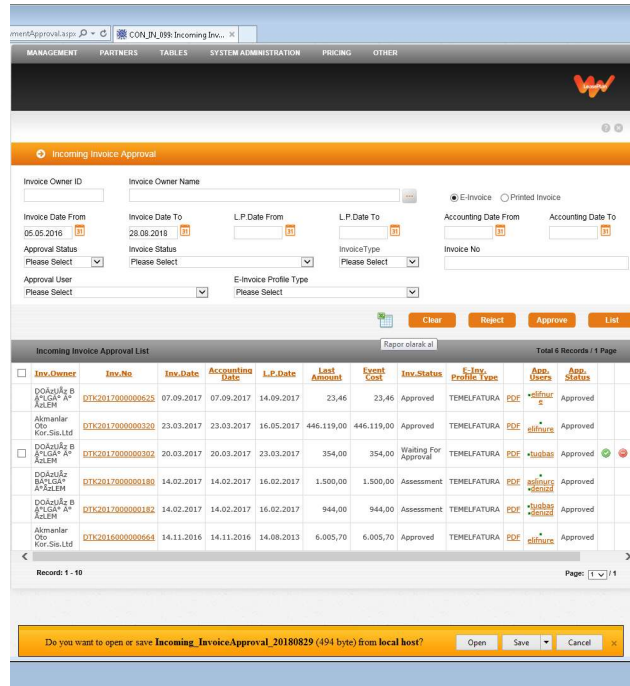 mentApproval.aspx
CON_IN_099: Incoming Inv...
MANAGEMENT PARTNERS TABLES SYSTEM ADMINISTRATION PRICING OTHER
Incoming Invoice Approval
Invoice Owner ID Invoice Owner Name
... E-Invoice Printed Invoice
Invoice Date From Invoice Date To L.P.Date From L.P.Date To Accounting Date From Accounting Date To
05.05.2016 31 28.08.2018 31 31 31 31 31
Approval Status Invoice Status InvoiceType Invoice No
Please Select Please Select Please Select
Approval User E-Invoice Profile Type
Please Select Please Select
Clear Reject Approve List
Rapor olarak al
Incoming Invoice Approval List Total 6 Records / 1 Page
Inv.Owner Inv.No Inv.Date Accounting Date L.P.Date Last Amount Event Cost Inv.Status E-Inv. Profile Type App. Users App. Status
DTK2017000000625 07.09.2017 07.09.2017 14.09.2017 23,46 23,46 Approved TEMELFATURA PDF •elifnur e Approved
Akmanlar Oto Kor.Sis.Ltd DTK2017000000320 23.03.2017 23.03.2017 16.05.2017 446.119,00 446.119,00 Approved TEMELFATURA PDF • elifnure Approved
DTK2017000000302 20.03.2017 20.03.2017 23.03.2017 354,00 354,00 Waiting For Approval TEMELFATURA PDF •tugbas Approved
DTK2017000000180 14.02.2017 14.02.2017 16.02.2017 1.500,00 1.500,00 Assessment TEMELFATURA PDF • aslinurc •denizd Approved
DTK2017000000182 14.02.2017 14.02.2017 16.02.2017 944,00 944,00 Assessment TEMELFATURA PDF •tugbas •denizd Approved
Akmanlar Oto Kor.Sis.Ltd DTK2016000000664 14.11.2016 14.11.2016 14.08.2013 6.005,70 6.005,70 Approved TEMELFATURA PDF • elifnure Approved
Record: 1 - 10 Page: 1 / 1
Do you want to open or save Incoming_InvoiceApproval_20180829 (494 byte) from local host? Open Save Cancel ×